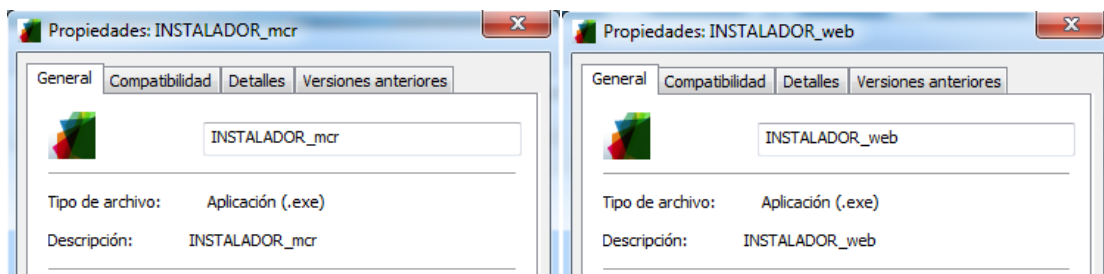 Propiedades: INSTALADOR_mcr
General Compatibilidad Detalles Versiones anteriores
INSTALADOR_mcr
Tipo de archivo: Aplicación (.exe)
Descripción: INSTALADOR_mcr
Propiedades: INSTALADOR_web
General Compatibilidad Detalles Versiones anteriores
INSTALADOR_web
Tipo de archivo: Aplicación (.exe)
Descripción: INSTALADOR_web